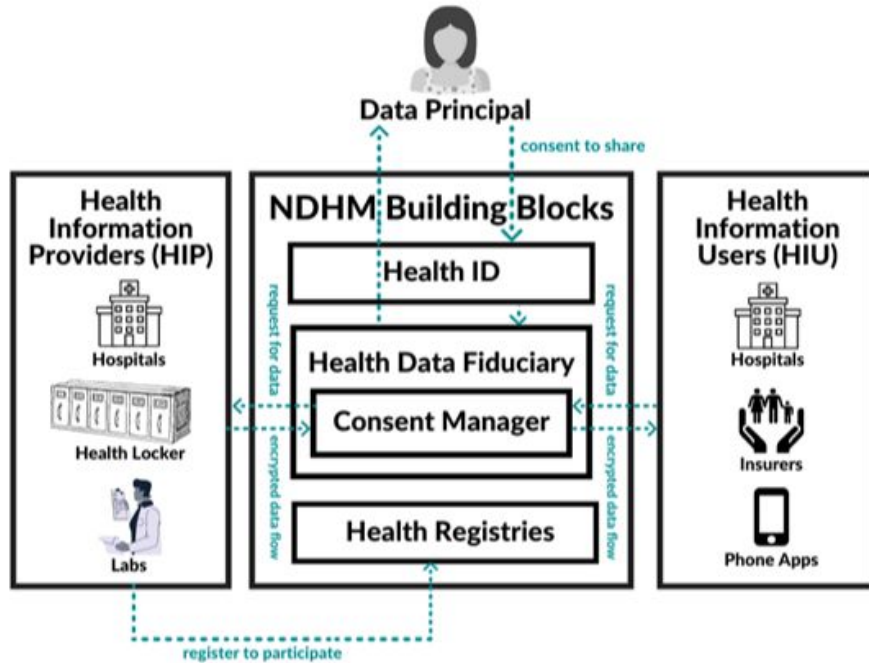 Data Principal
consent to share
Health
Information
Providers (HIP)
Hospitals
Health Locker
Labs
NDHM Building Blocks
Health ID
request for data
request for data
Health Data Fiduciary
Consent Manager
encrypted data flow
encrypted data flow
Health Registries
Health
Information
Users (HIU)
Hospitals
Insurers
Phone Apps
register to participate